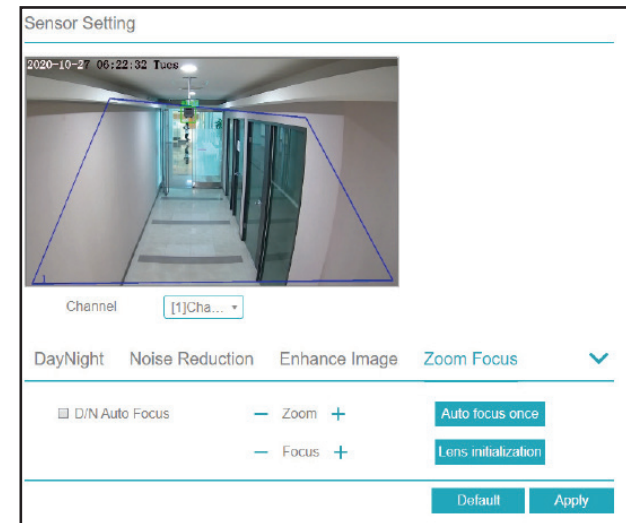 Sensor Setting
2020-10-27 06:22:32 Tues
1
Channel [1]Cha...
DayNight Noise Reduction Enhance Image Zoom Focus
D/N Auto Focus − Zoom + Auto focus once
− Focus + Lens initialization
Default Apply